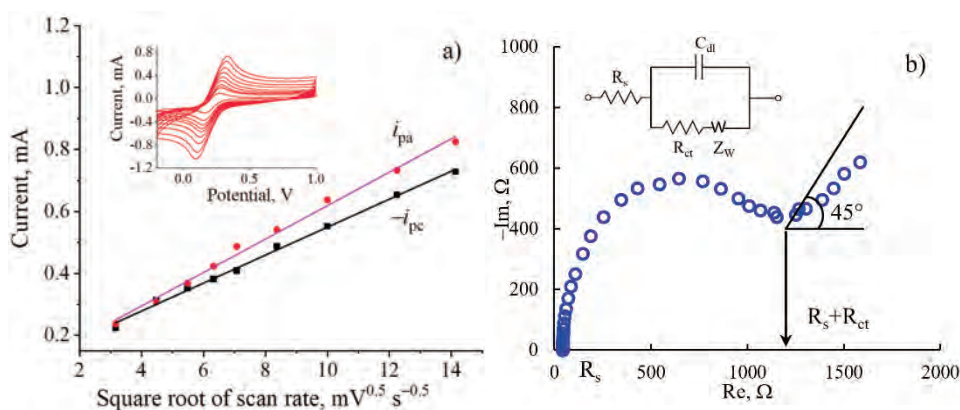 a)
1.2
1.0
0.8
0.6
0.4
0.2
Current, mA
2 4 6 8 10 12 14
Square root of scan rate, mV^0.5 s^−0.5
i_pa
−i_pc
0.8
0.4
0.0
-0.4
-0.8
-1.2
Current, mA
0.0 1.0
Potential, V
b)
1000
800
600
400
200
0
−Im, Ω
0 500 1000 1500 2000
Re, Ω
C_dl
R_s
R_ct Z_W
45°
R_s+R_ct
R_s